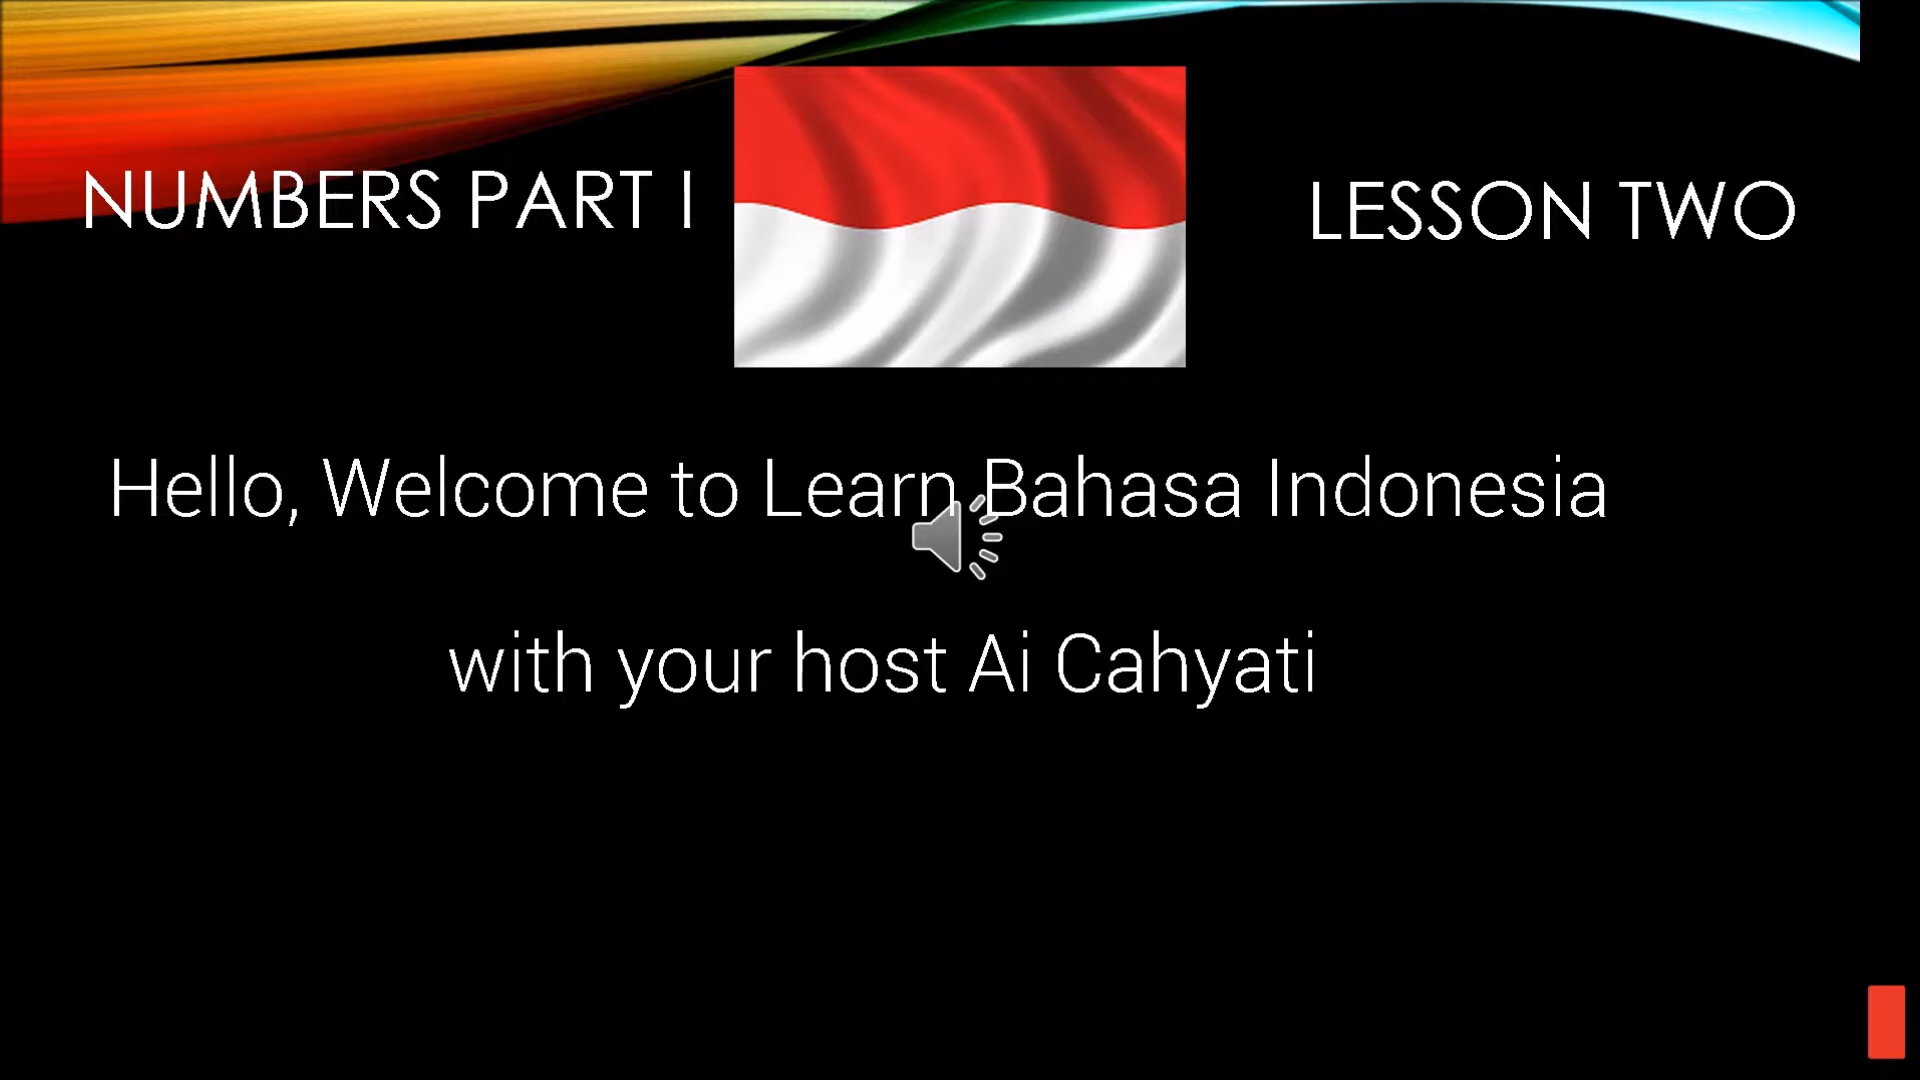 NUMBERS PART I
LESSON TWO
Hello, Welcome to Learn Bahasa Indonesia
with your host Ai Cahyati